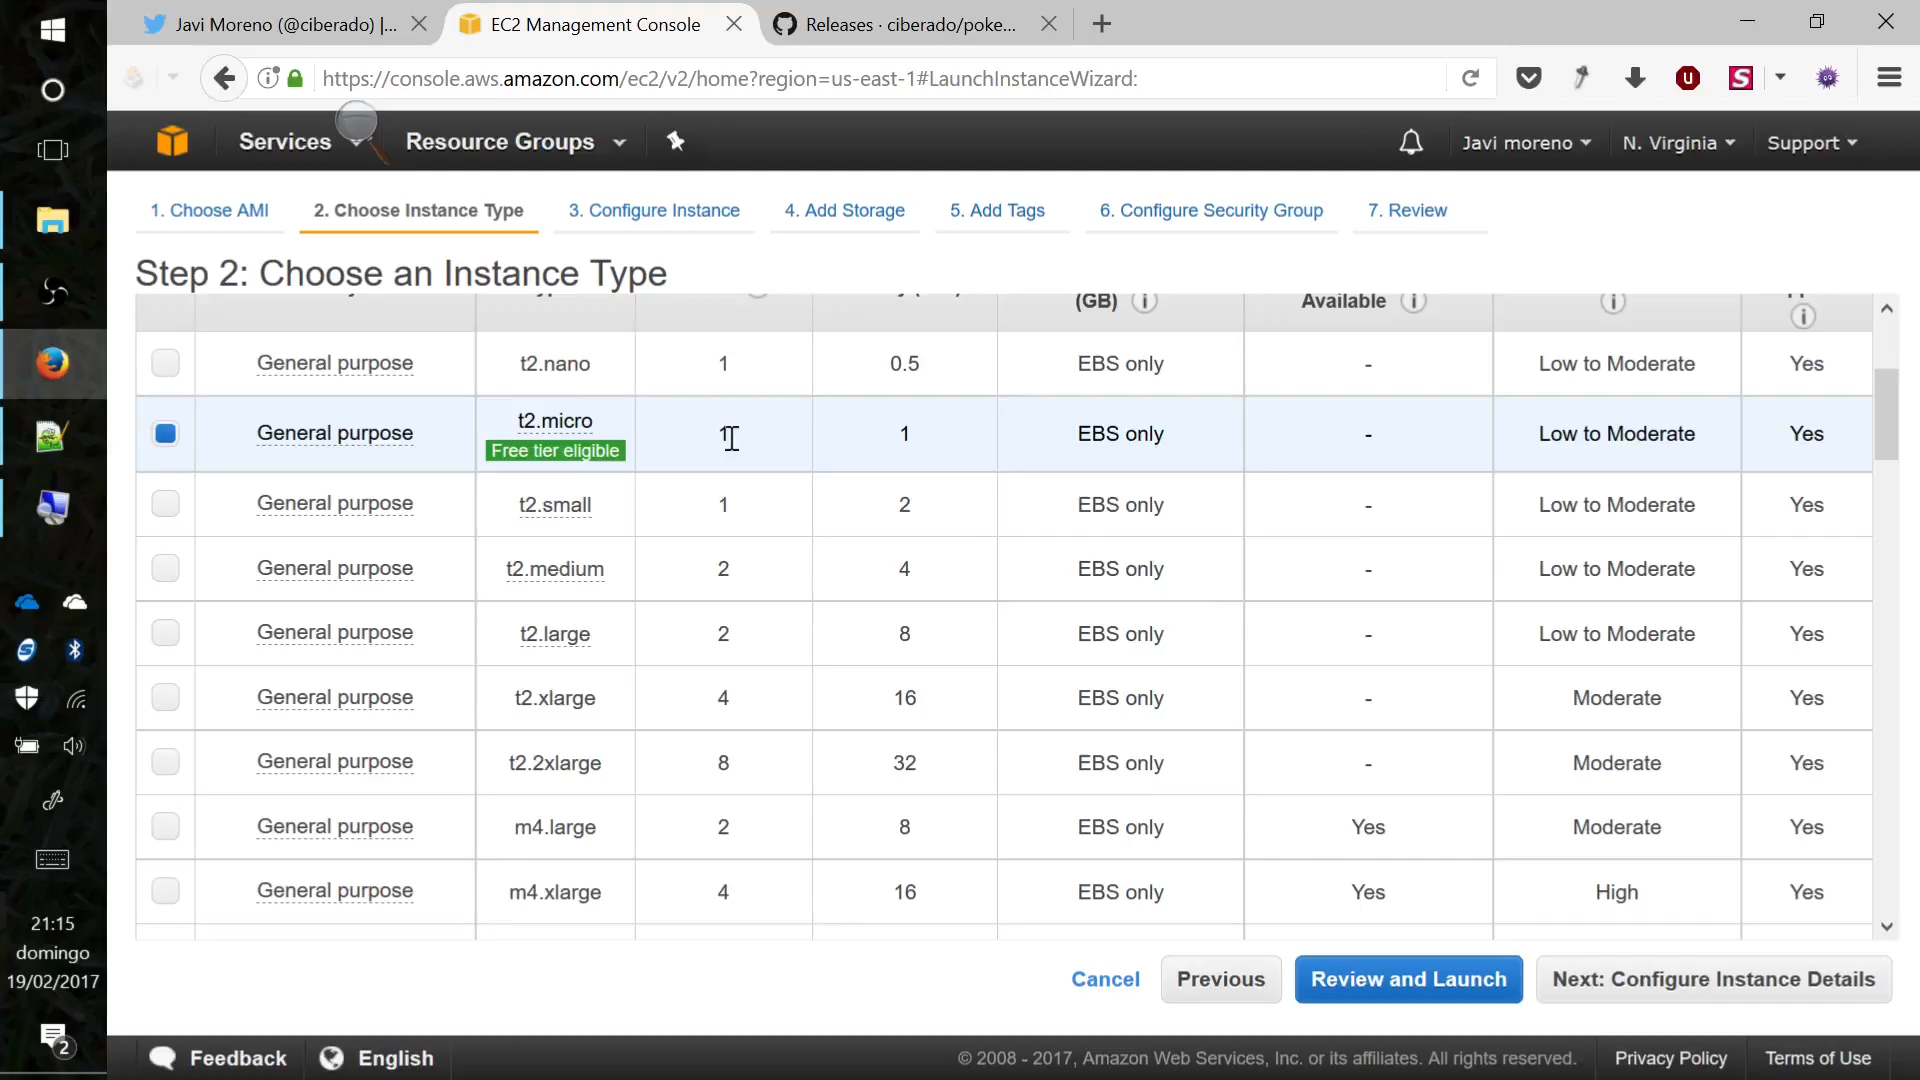 Javi Moreno (@ciberado) |...
EC2 Management Console
Releases · ciberado/poke...
https://console.aws.amazon.com/ec2/v2/home?region=us-east-1#LaunchInstanceWizard:
Services
Resource Groups
Javi moreno
N. Virginia
Support
1. Choose AMI
2. Choose Instance Type
3. Configure Instance
4. Add Storage
5. Add Tags
6. Configure Security Group
7. Review
Step 2: Choose an Instance Type
(GB) Available
General purpose t2.nano 1 0.5 EBS only - Low to Moderate Yes
General purpose t2.micro 1 1 EBS only - Low to Moderate Yes
Free tier eligible
General purpose t2.small 1 2 EBS only - Low to Moderate Yes
General purpose t2.medium 2 4 EBS only - Low to Moderate Yes
General purpose t2.large 2 8 EBS only - Low to Moderate Yes
General purpose t2.xlarge 4 16 EBS only - Moderate Yes
General purpose t2.2xlarge 8 32 EBS only - Moderate Yes
General purpose m4.large 2 8 EBS only Yes Moderate Yes
General purpose m4.xlarge 4 16 EBS only Yes High Yes
Cancel
Previous
Review and Launch
Next: Configure Instance Details
21:15
domingo
19/02/2017
2
Feedback
English
© 2008 - 2017, Amazon Web Services, Inc. or its affiliates. All rights reserved.
Privacy Policy
Terms of Use